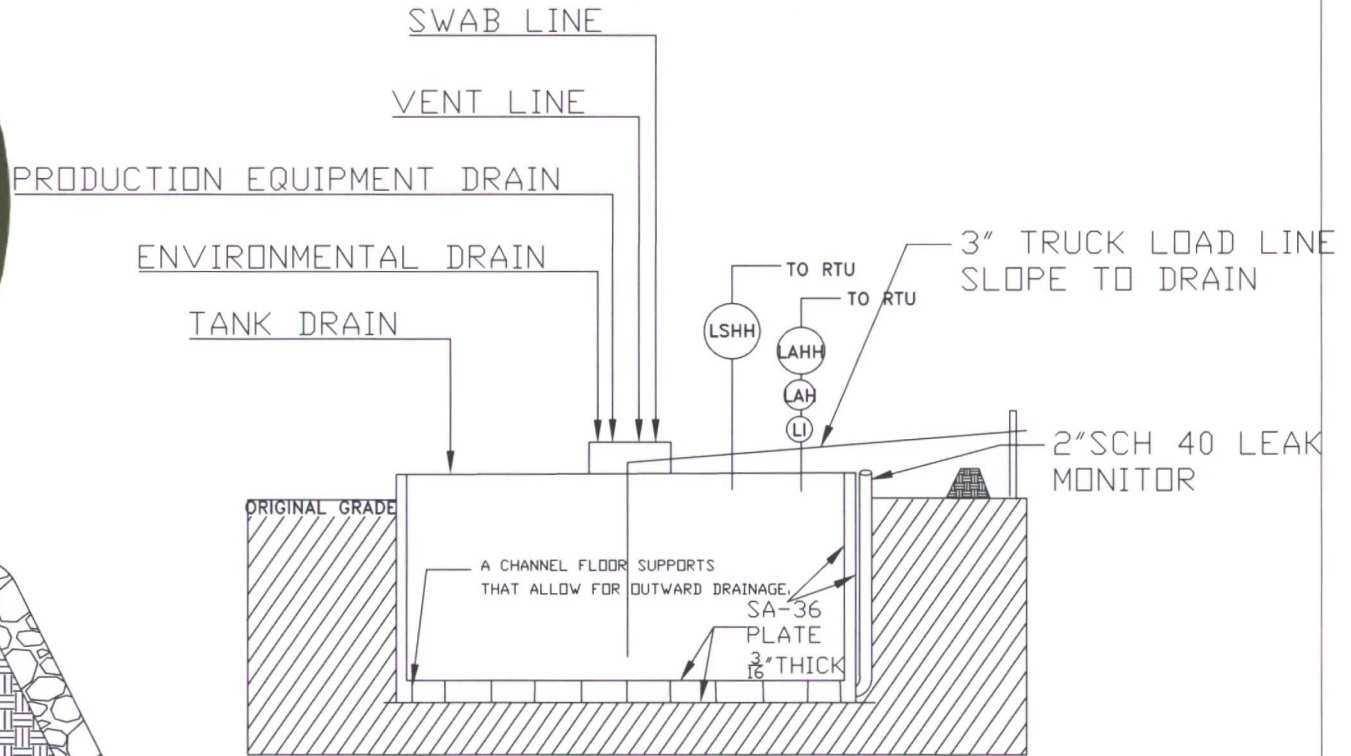 SWAB LINE
VENT LINE
PRODUCTION EQUIPMENT DRAIN
ENVIRONMENTAL DRAIN
TANK DRAIN
3" TRUCK LOAD LINE
SLOPE TO DRAIN
TO RTU
TO RTU
LSHH
LAHH
LAH
LI
2"SCH 40 LEAK
MONITOR
ORIGINAL GRADE
A CHANNEL FLOOR SUPPORTS
THAT ALLOW FOR OUTWARD DRAINAGE.
SA-36
PLATE
3/16"THICK